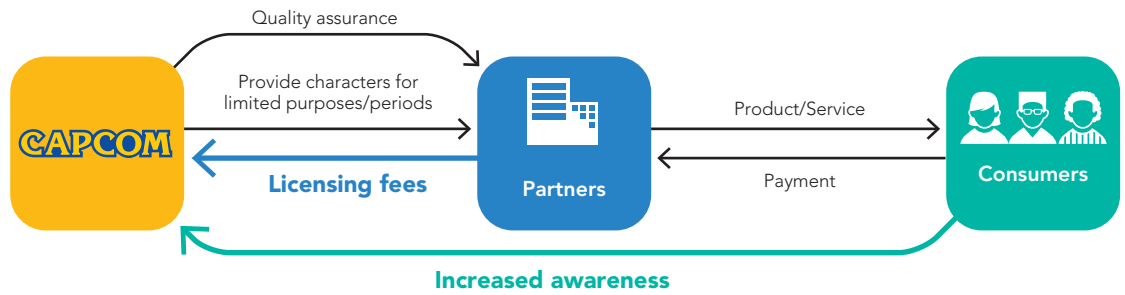 Quality assurance
Provide characters for
limited purposes/periods
CAPCOM
Licensing fees
Partners
Product/Service
Payment
Consumers
Increased awareness